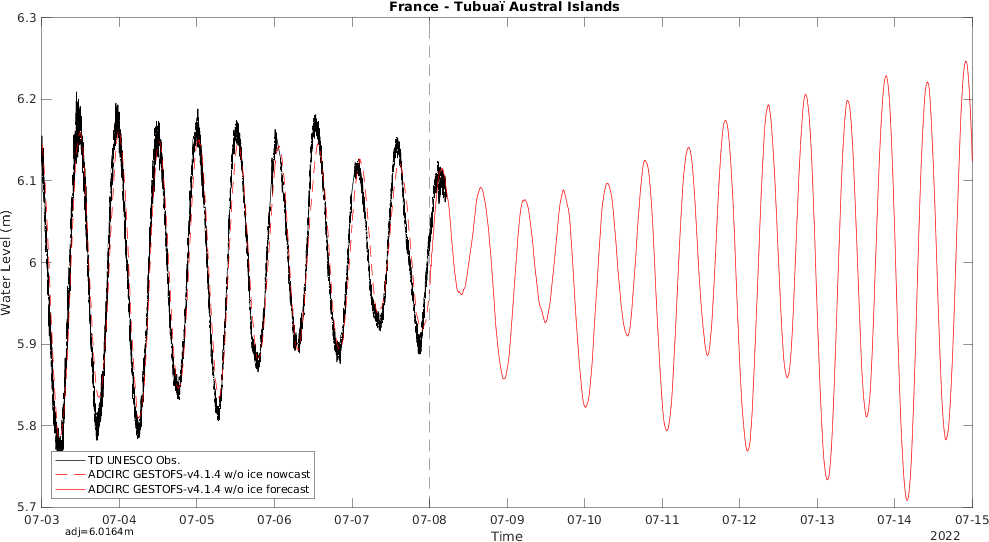 France - Tubuaï Austral Islands
6.3
6.2
6.1
6
5.9
5.8
5.7
Water Level (m)
TD UNESCO Obs.
ADCIRC GESTOFS-v4.1.4 w/o ice nowcast
ADCIRC GESTOFS-v4.1.4 w/o ice forecast
07-03 07-04 07-05 07-06 07-07 07-08 07-09 07-10 07-11 07-12 07-13 07-14 07-15
adj=6.0164m
Time
2022